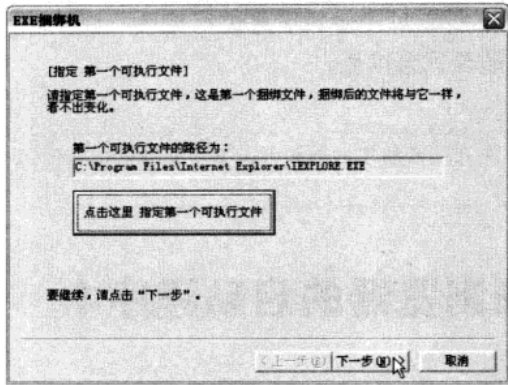 EXE捆绑机
[指定 第一个可执行文件]
请指定第一个可执行文件，这是第一个捆绑文件，捆绑后的文件将与它一样，
看不出变化。
第一个可执行文件的路径为：
C:\Program Files\Internet Explorer\IEXPLORE.EXE
点击这里 指定第一个可执行文件
要继续，请点击“下一步”。
<上一步(B) 下一步(N)> 取消